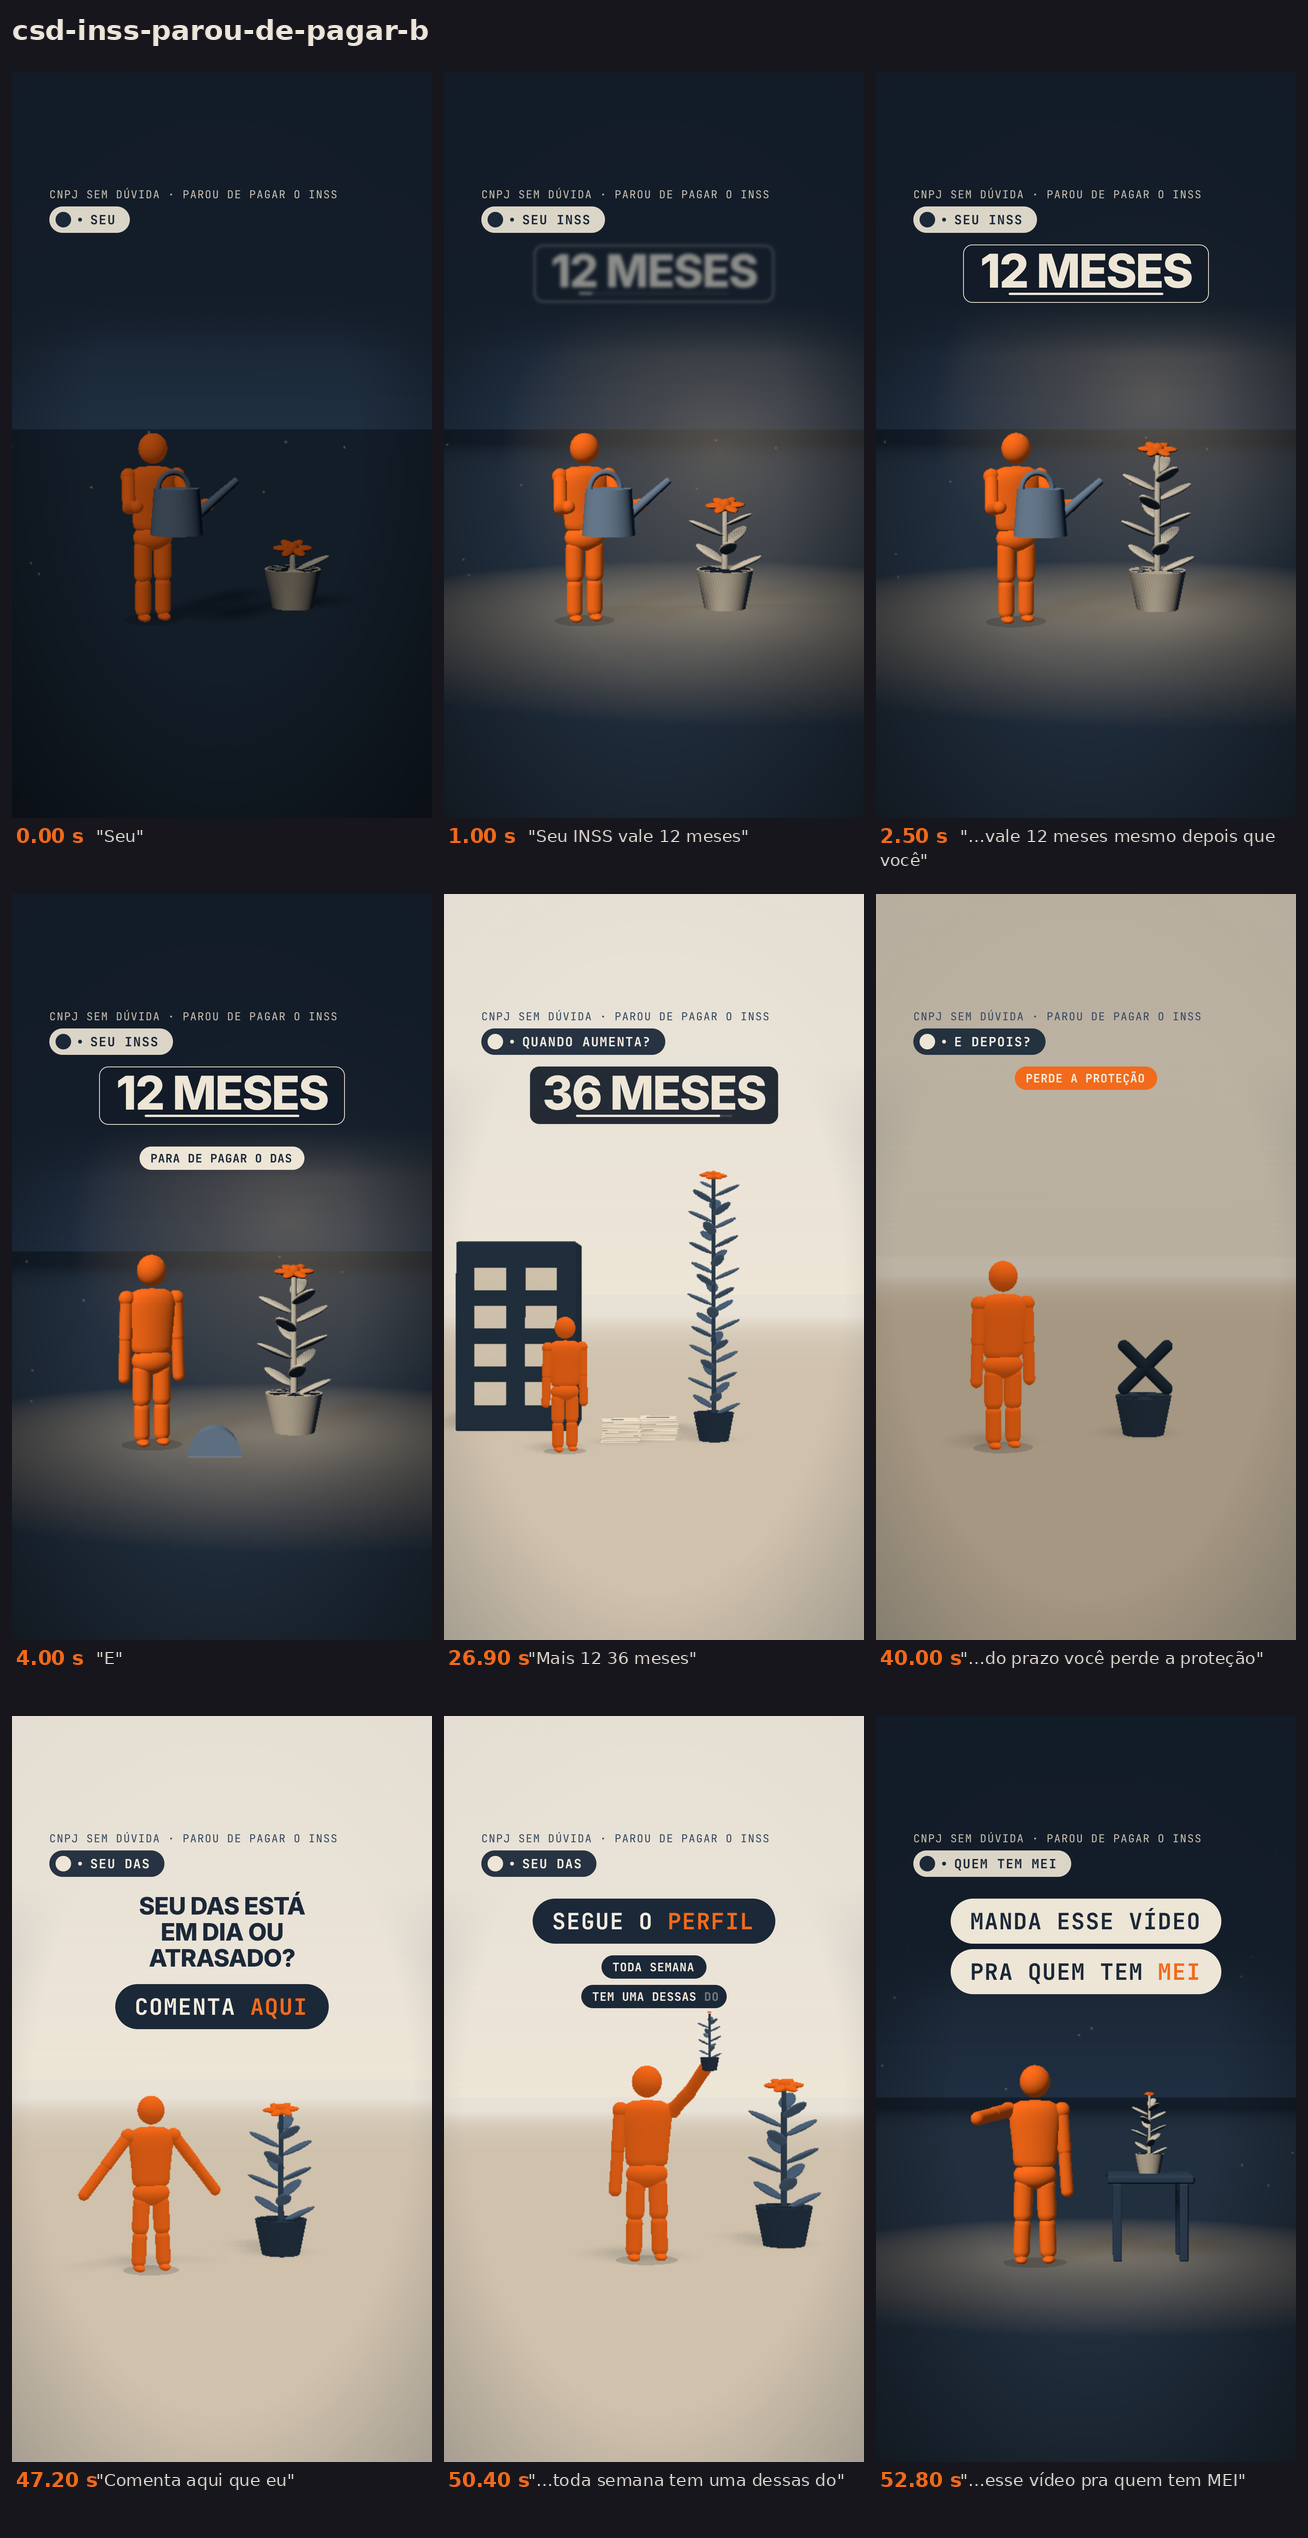 csd-inss-parou-de-pagar-b
CNPJ SEM DÚVIDA · PAROU DE PAGAR O INSS
• SEU
0.00 s "Seu"
CNPJ SEM DÚVIDA · PAROU DE PAGAR O INSS
• SEU INSS
12 MESES
1.00 s "Seu INSS vale 12 meses"
CNPJ SEM DÚVIDA · PAROU DE PAGAR O INSS
• SEU INSS
12 MESES
2.50 s "...vale 12 meses mesmo depois que
você"
CNPJ SEM DÚVIDA · PAROU DE PAGAR O INSS
• SEU INSS
12 MESES
PARA DE PAGAR O DAS
4.00 s "E"
CNPJ SEM DÚVIDA · PAROU DE PAGAR O INSS
• QUANDO AUMENTA?
36 MESES
26.90 s "Mais 12 36 meses"
CNPJ SEM DÚVIDA · PAROU DE PAGAR O INSS
• E DEPOIS?
PERDE A PROTEÇÃO
40.00 s "...do prazo você perde a proteção"
CNPJ SEM DÚVIDA · PAROU DE PAGAR O INSS
• SEU DAS
SEU DAS ESTÁ
EM DIA OU
ATRASADO?
COMENTA AQUI
47.20 s "Comenta aqui que eu"
CNPJ SEM DÚVIDA · PAROU DE PAGAR O INSS
• SEU DAS
SEGUE O PERFIL
TODA SEMANA
TEM UMA DESSAS DO
50.40 s "...toda semana tem uma dessas do"
CNPJ SEM DÚVIDA · PAROU DE PAGAR O INSS
• QUEM TEM MEI
MANDA ESSE VÍDEO
PRA QUEM TEM MEI
52.80 s "...esse vídeo pra quem tem MEI"